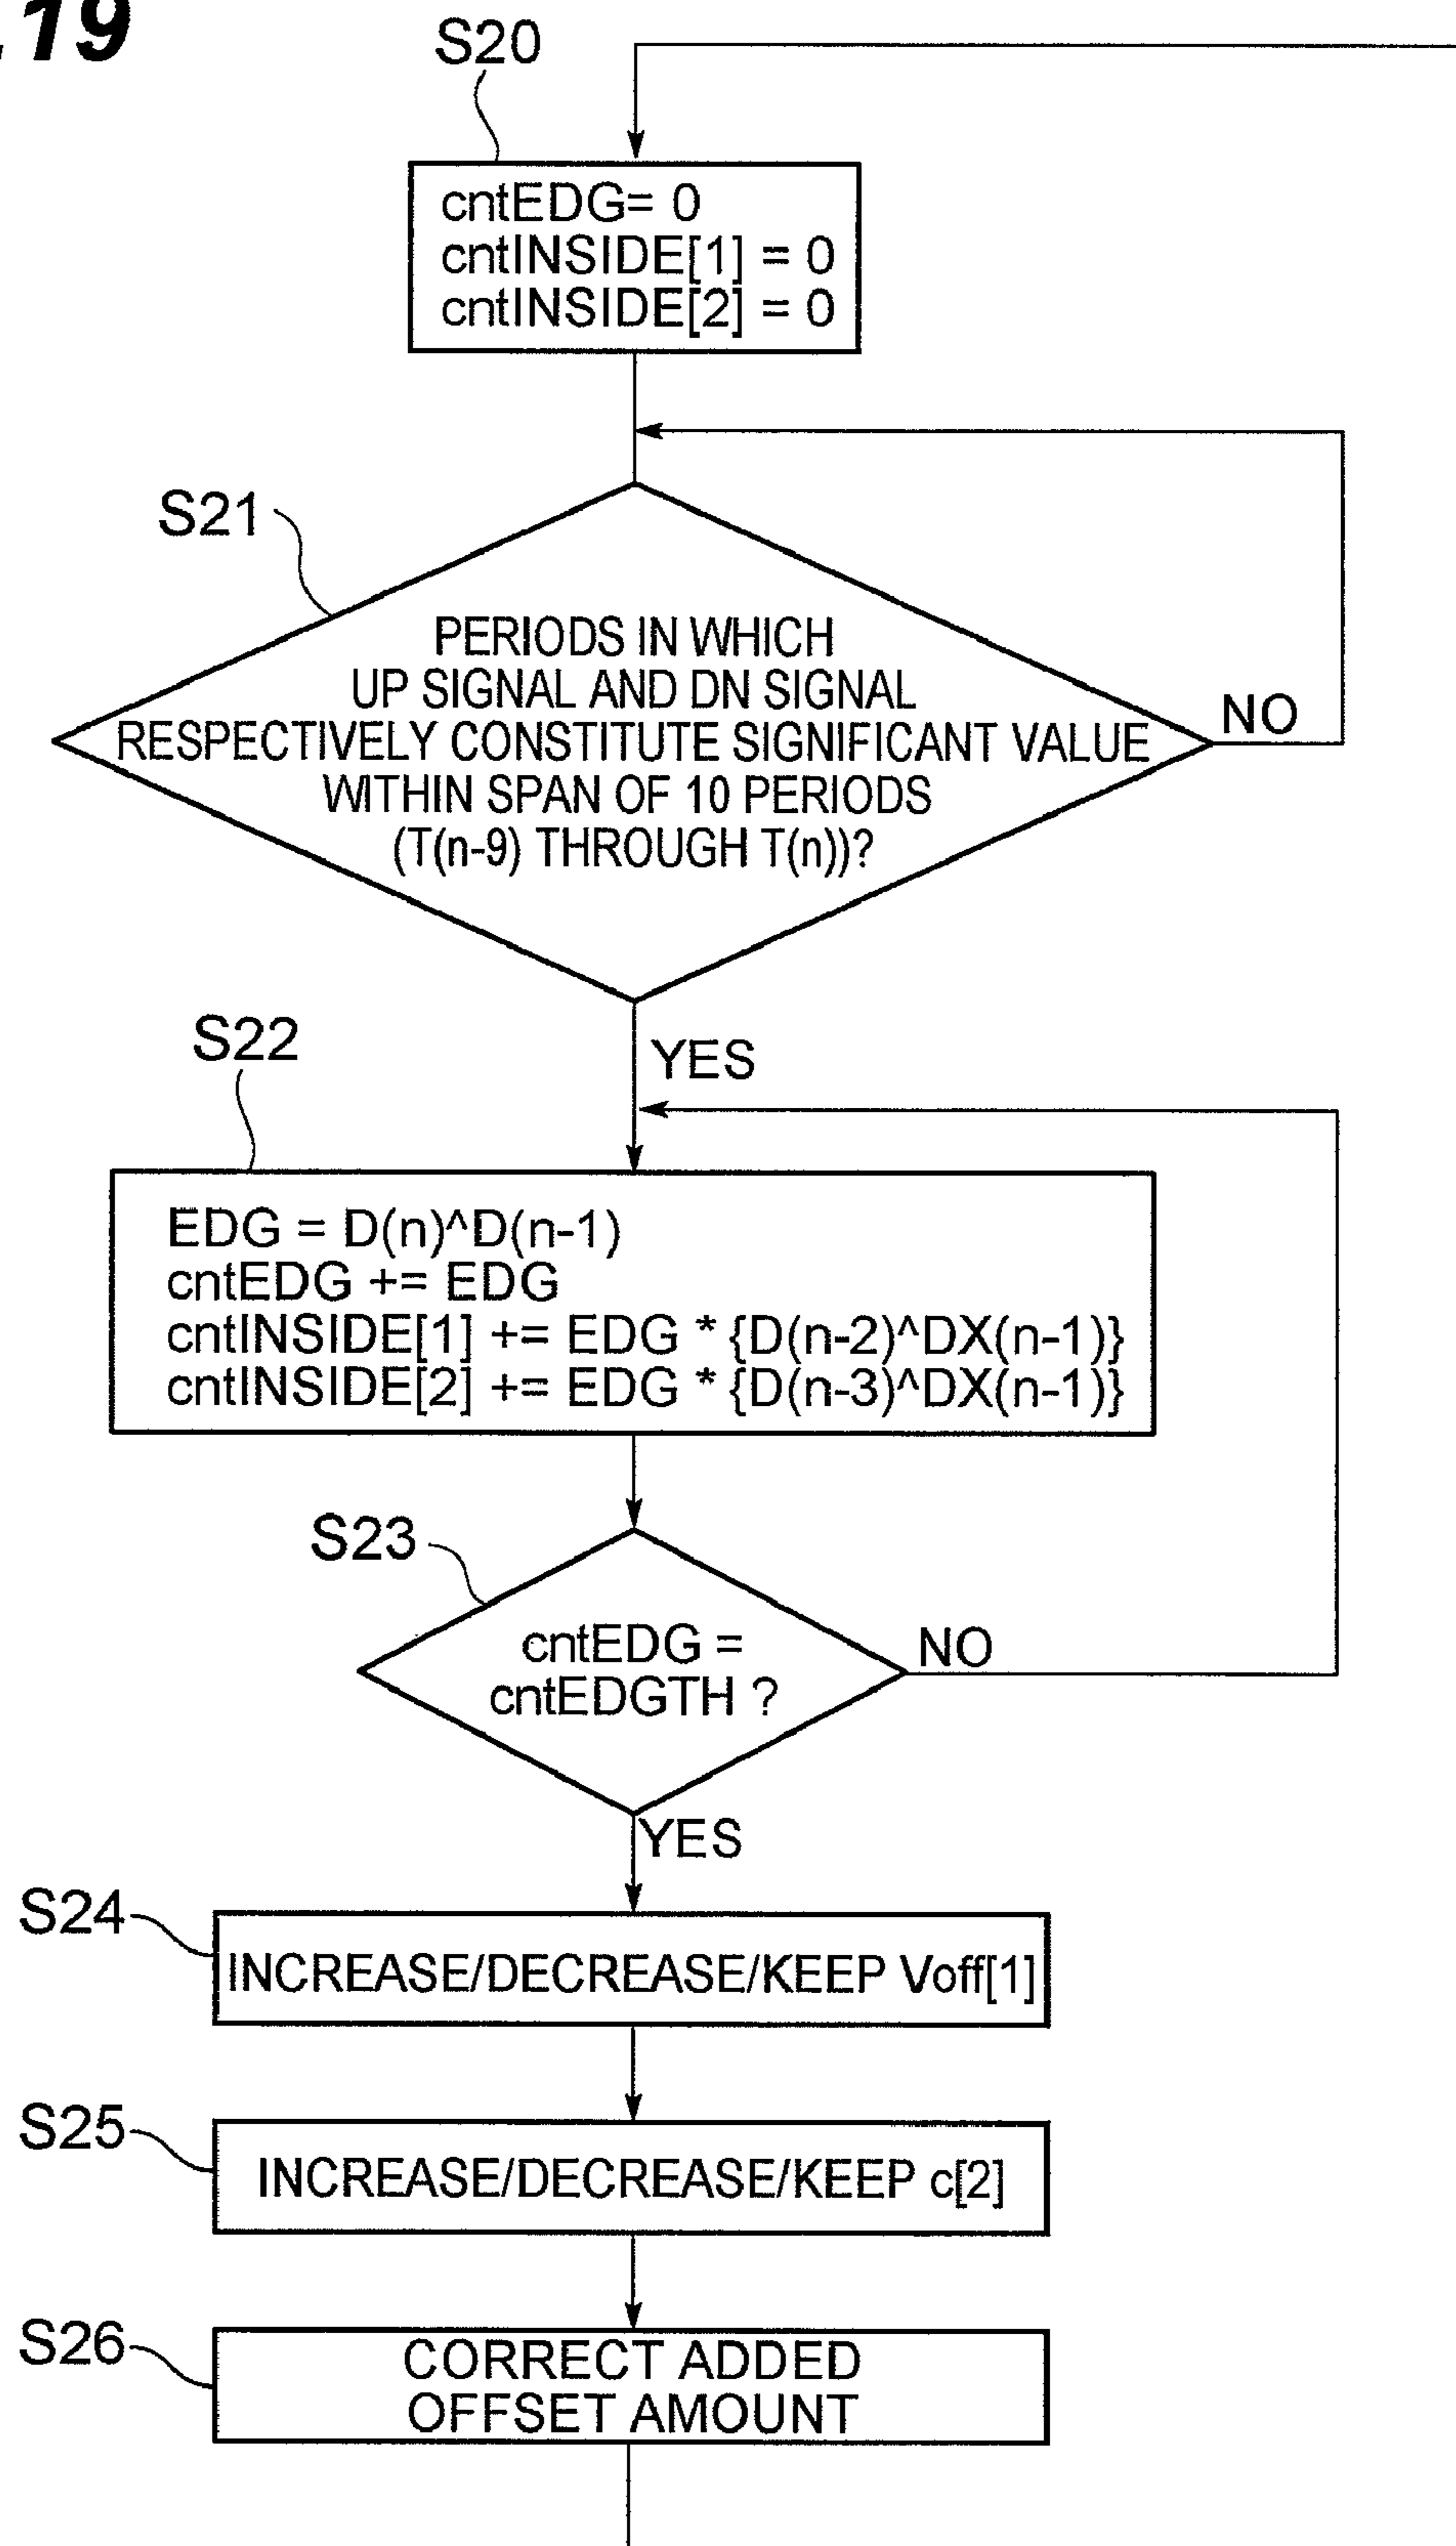 .19
S20
cntEDG= 0
cntINSIDE[1] = 0
cntINSIDE[2] = 0
S21
PERIODS IN WHICH
UP SIGNAL AND DN SIGNAL
RESPECTIVELY CONSTITUTE SIGNIFICANT VALUE
WITHIN SPAN OF 10 PERIODS
(T(n-9) THROUGH T(n))?
NO
YES
S22
EDG = D(n)^D(n-1)
cntEDG += EDG
cntINSIDE[1] += EDG * {D(n-2)^DX(n-1)}
cntINSIDE[2] += EDG * {D(n-3)^DX(n-1)}
S23
cntEDG =
cntEDGTH ?
NO
YES
S24
INCREASE/DECREASE/KEEP Voff[1]
S25
INCREASE/DECREASE/KEEP c[2]
S26
CORRECT ADDED
OFFSET AMOUNT